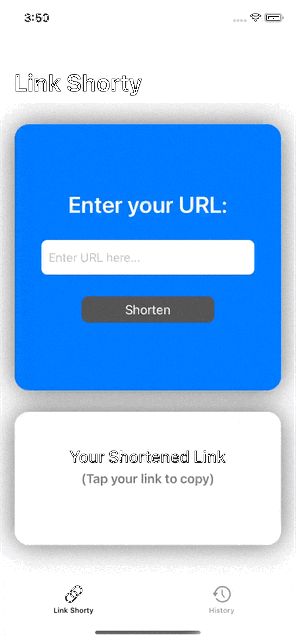 3:50
Link Shorty
Enter your URL:
Enter URL here...
Shorten
Your Shortened Link
(Tap your link to copy)
Link Shorty
History